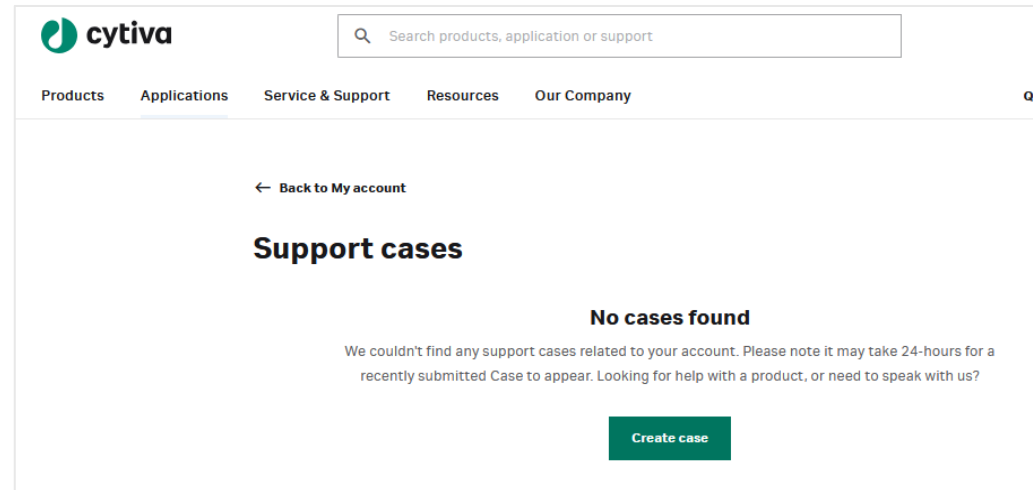 cytiva
Search products, application or support
Products Applications Service & Support Resources Our Company Q
← Back to My account
Support cases
No cases found
We couldn't find any support cases related to your account. Please note it may take 24-hours for a
recently submitted Case to appear. Looking for help with a product, or need to speak with us?
Create case